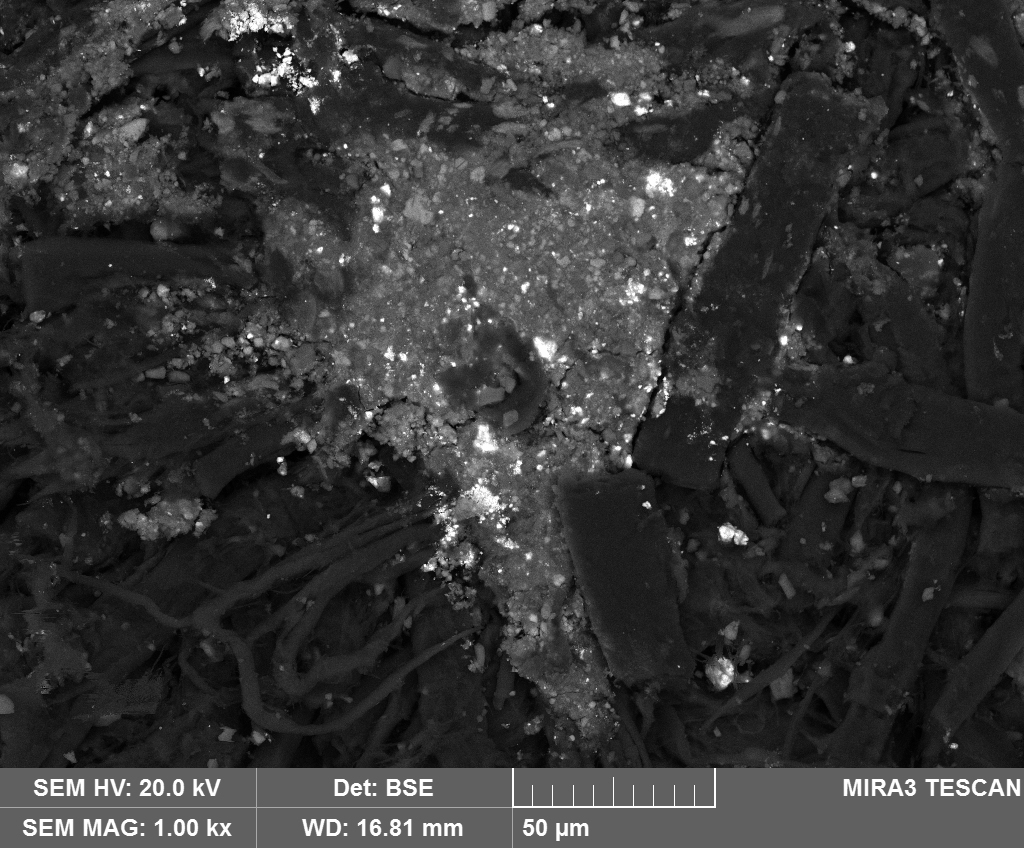 SEM HV: 20.0 kV
Det: BSE
MIRA3 TESCAN
SEM MAG: 1.00 kx
WD: 16.81 mm
50 µm